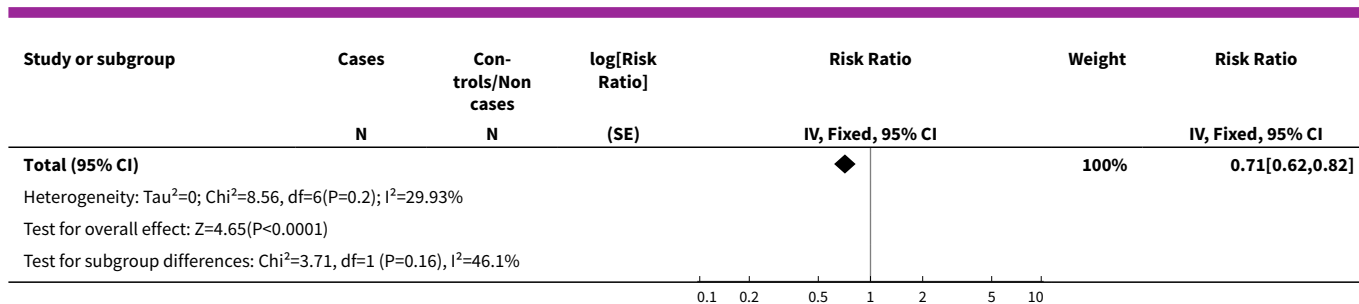 Study or subgroup Cases Con- log[Risk Risk Ratio Weight Risk Ratio
trols/Non Ratio]
cases
N N (SE) IV, Fixed, 95% CI IV, Fixed, 95% CI
Total (95% CI) 100% 0.71[0.62,0.82]
Heterogeneity: Tau²=0; Chi²=8.56, df=6(P=0.2); I²=29.93%
Test for overall effect: Z=4.65(P<0.0001)
Test for subgroup differences: Chi²=3.71, df=1 (P=0.16), I²=46.1%
0.1 0.2 0.5 1 2 5 10